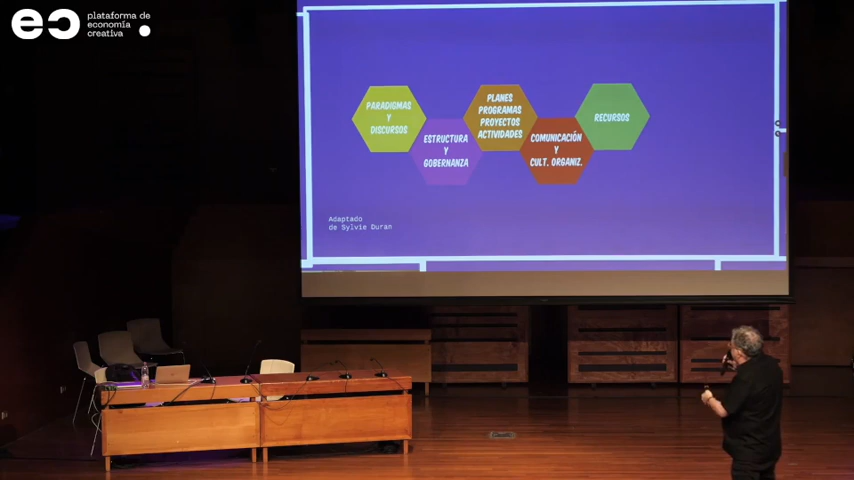 ec
plataforma de
economía
creativa
PARADIGMAS
Y
DISCURSOS
ESTRUCTURA
Y
GOBERNANZA
PLANES
PROGRAMAS
PROYECTOS
ACTIVIDADES
COMUNICACIÓN
Y
CULT. ORGANIZ.
RECURSOS
Adaptado
de Sylvie Duran